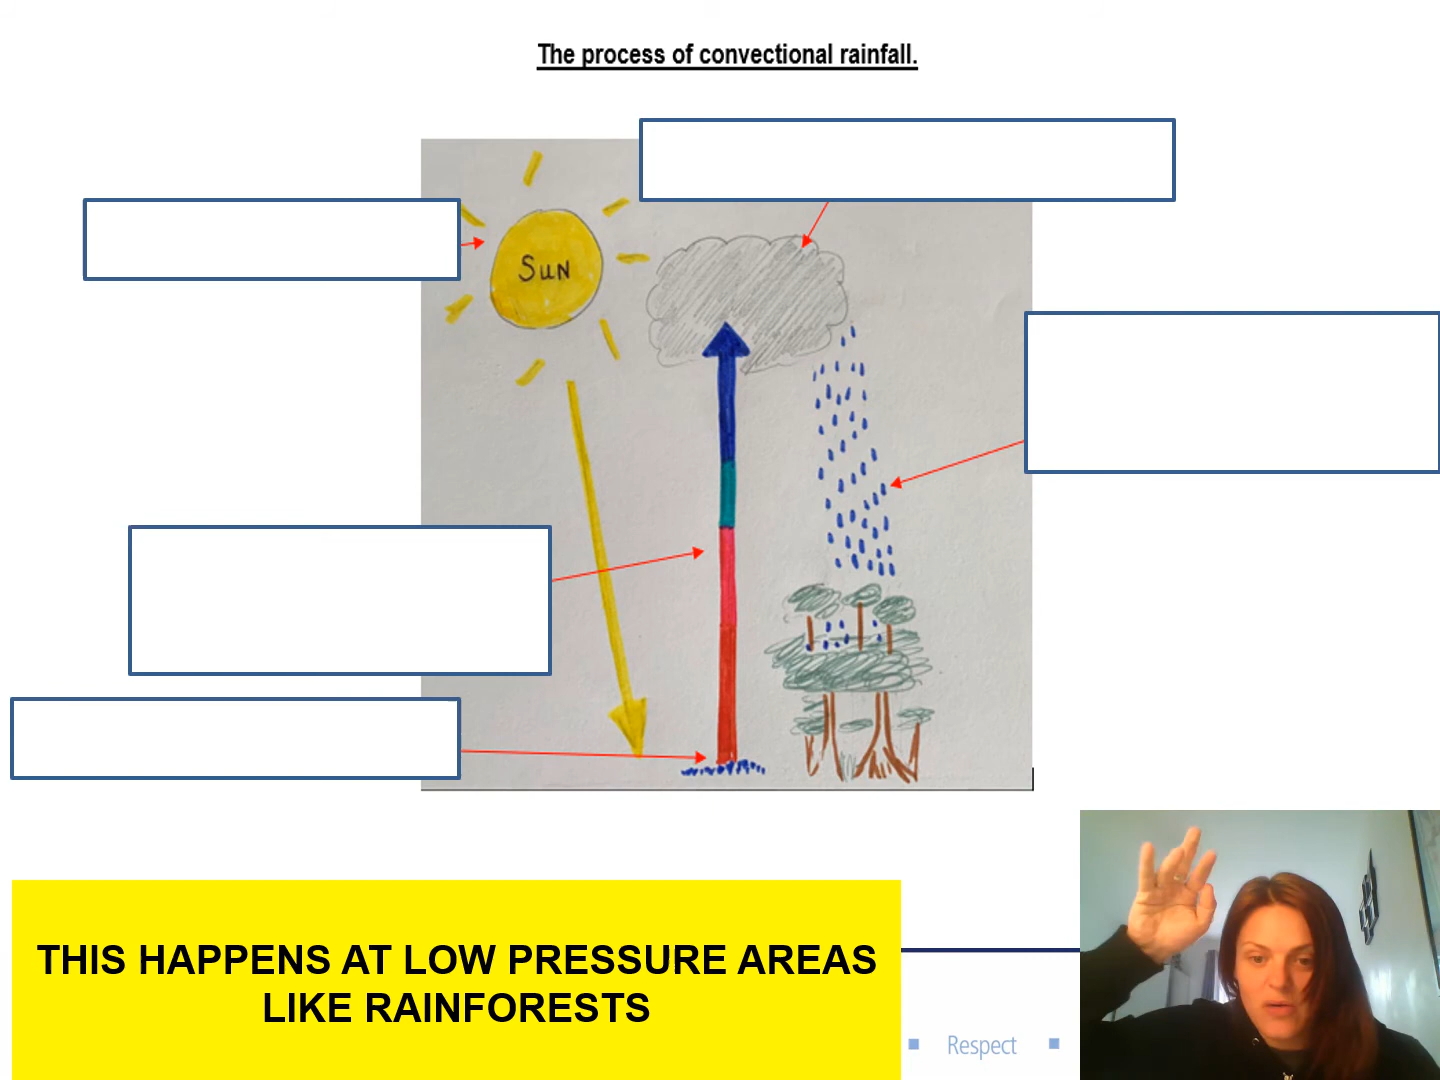 The process of convectional rainfall.
SUN
THIS HAPPENS AT LOW PRESSURE AREAS
LIKE RAINFORESTS
Respect